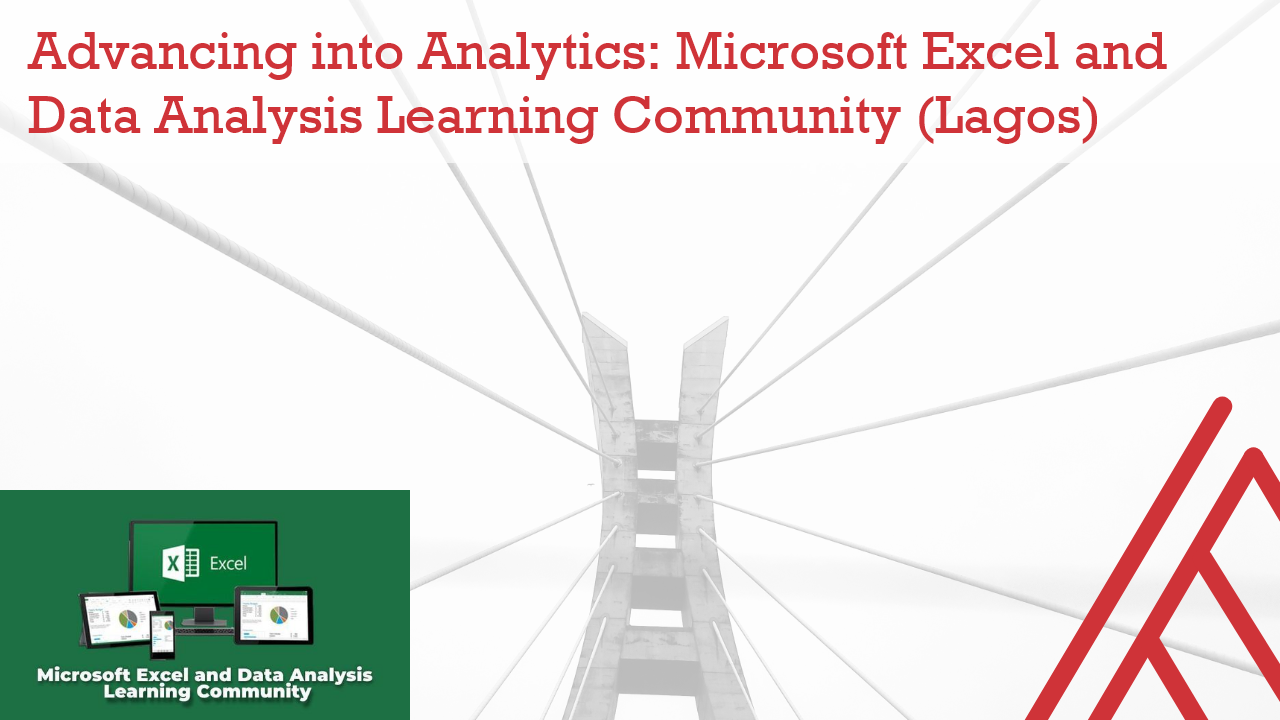 Advancing into Analytics: Microsoft Excel and
Data Analysis Learning Community (Lagos)
X
Excel
Microsoft Excel and Data Analysis
Learning Community